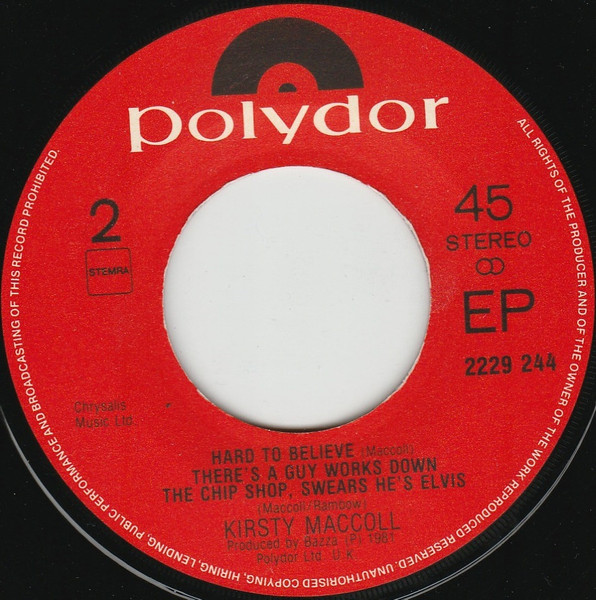 polydor
2
STEMRA
45
STEREO
EP
2229 244
Chrysalis
Music Ltd.
HARD TO BELIEVE (Maccoll)
THERE'S A GUY WORKS DOWN
THE CHIP SHOP, SWEARS HE'S ELVIS
(Maccoll/Rambow)
KIRSTY MACCOLL
Produced by Bazza (P) 1981
Polydor Ltd. U.K.
ALL RIGHTS OF THE PRODUCER AND OF THE OWNER OF THE WORK REPRODUCED RESERVED. UNAUTHORISED COPYING, HIRING, LENDING, PUBLIC PERFORMANCE AND BROADCASTING OF THIS RECORD PROHIBITED.